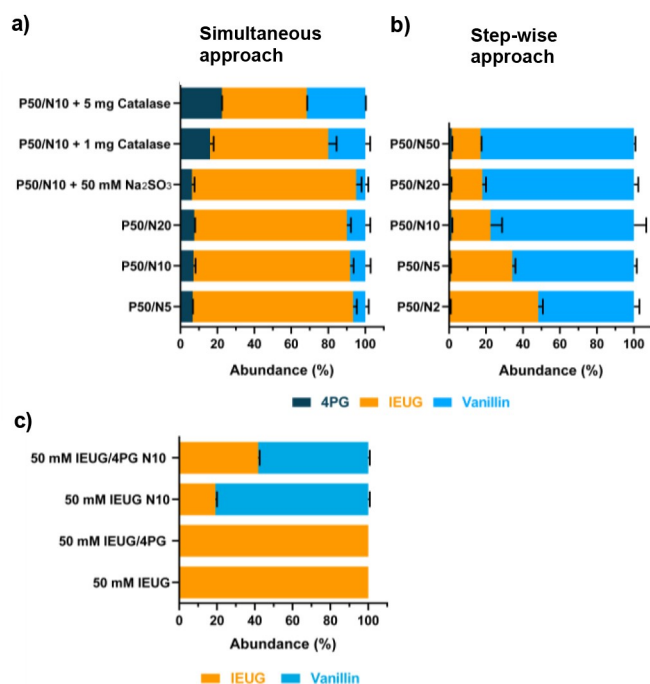 a)
Simultaneous
approach
P50/N10 + 5 mg Catalase
P50/N10 + 1 mg Catalase
P50/N10 + 50 mM Na2SO3
P50/N20
P50/N10
P50/N5
0 20 40 60 80 100
Abundance (%)
b)
Step-wise
approach
P50/N50
P50/N20
P50/N10
P50/N5
P50/N2
0 20 40 60 80 100
Abundance (%)
4PG IEUG Vanillin
c)
50 mM IEUG/4PG N10
50 mM IEUG N10
50 mM IEUG/4PG
50 mM IEUG
0 20 40 60 80 100
Abundance (%)
IEUG Vanillin